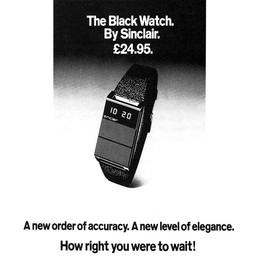 The Black Watch.
By Sinclair.
£24.95.
10 20
sinclair
A new order of accuracy. A new level of elegance.
How right you were to wait!